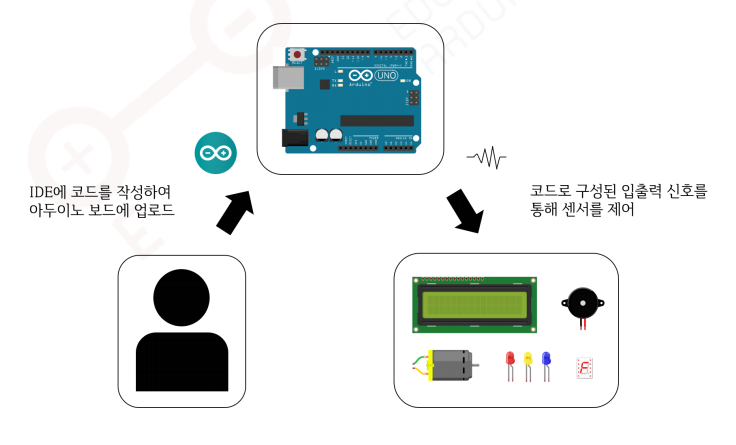 UNO
Arduino
IDE에 코드를 작성하여
아두이노 보드에 업로드
코드로 구성된 입출력 신호를
통해 센서를 제어